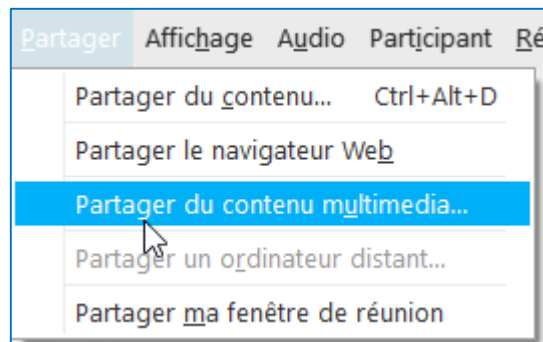 Partager Affichage Audio Participant Ré
Partager du contenu... Ctrl+Alt+D
Partager le navigateur Web
Partager du contenu multimedia...
Partager un ordinateur distant...
Partager ma fenêtre de réunion